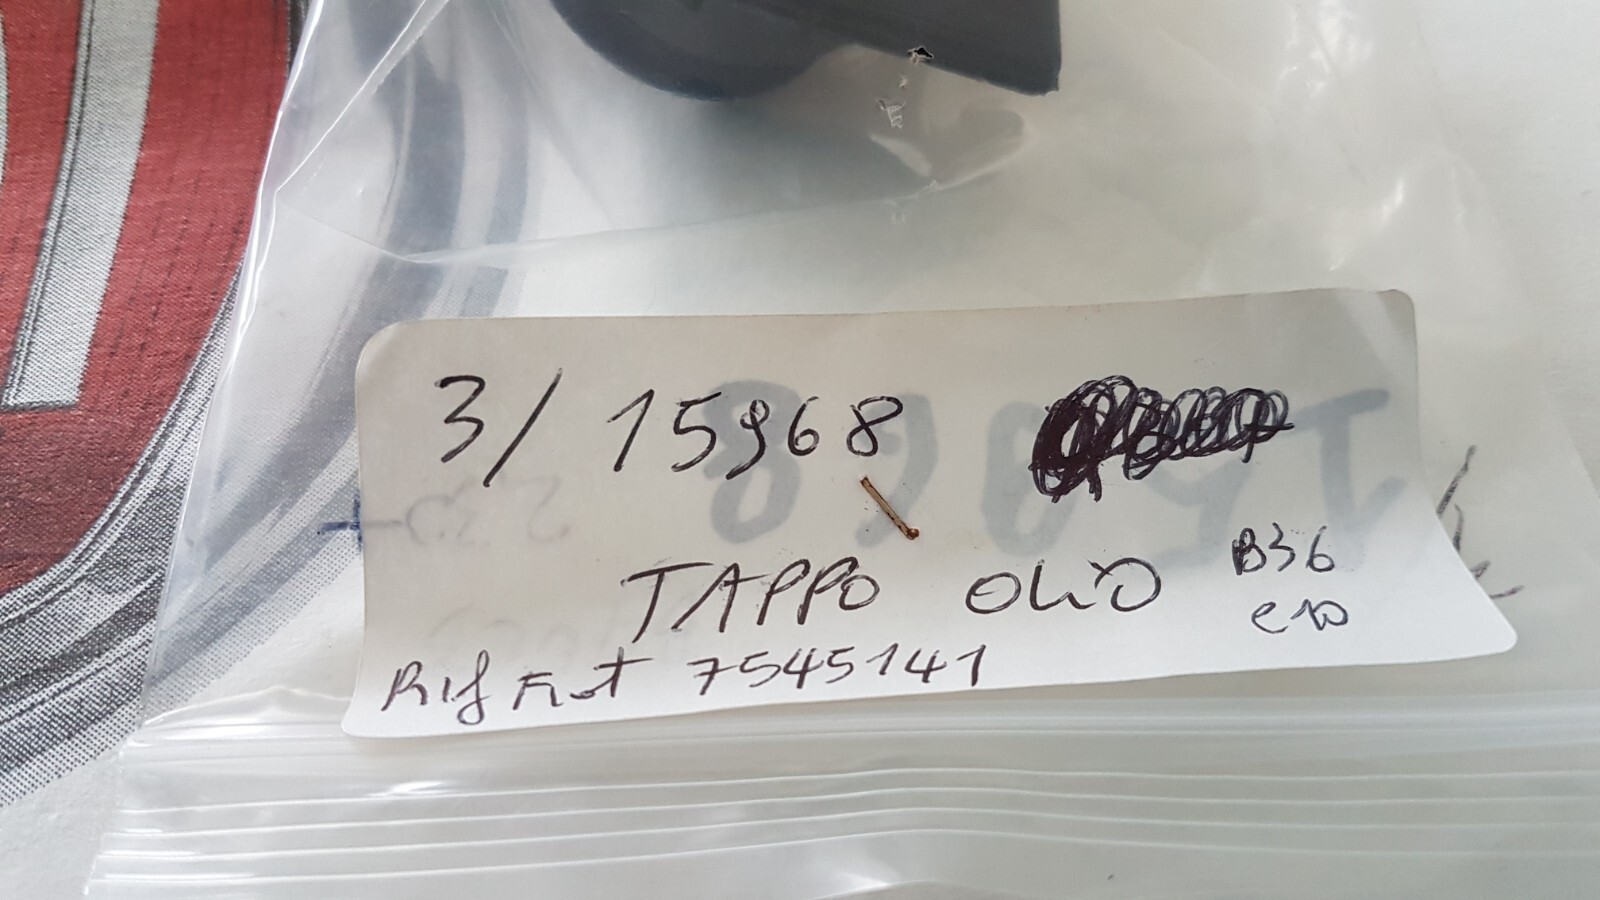 3/ 15968
TAPPO OLIO B36
e10
Rif Fiat 7545141